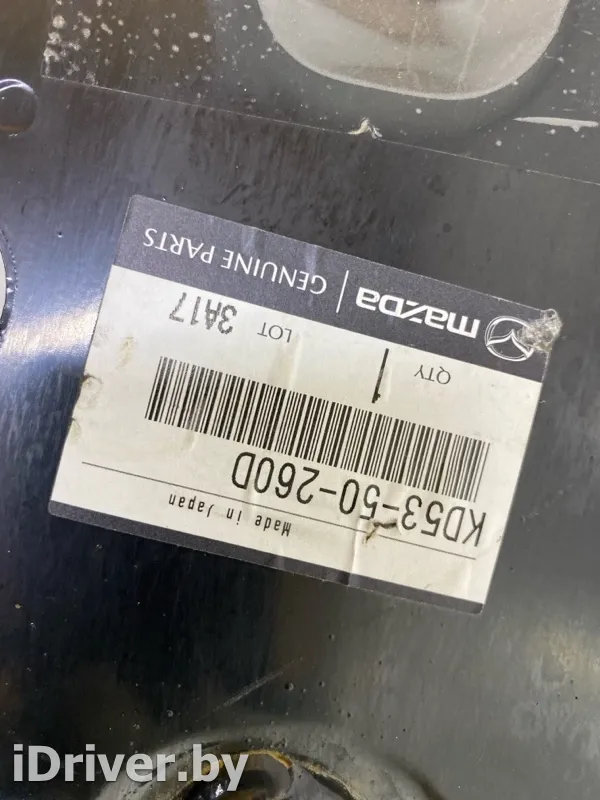 mazda | GENUINE PARTS
QTY 1 LOT 3A17
KD53-50-260D
Made in Japan
iDriver.by